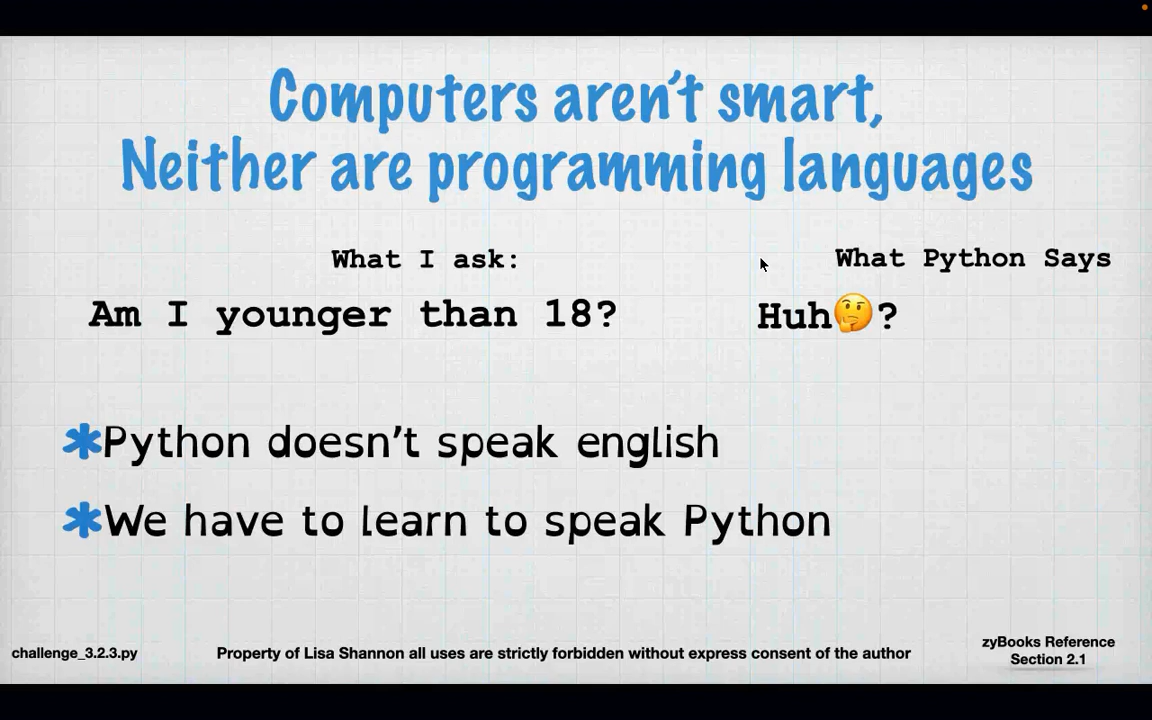 Computers aren't smart,
Neither are programming languages
What I ask:
What Python Says
Am I younger than 18?
Huh🤔?
Python doesn't speak english
We have to learn to speak Python
challenge_3.2.3.py
Property of Lisa Shannon all uses are strictly forbidden without express consent of the author
zyBooks Reference
Section 2.1